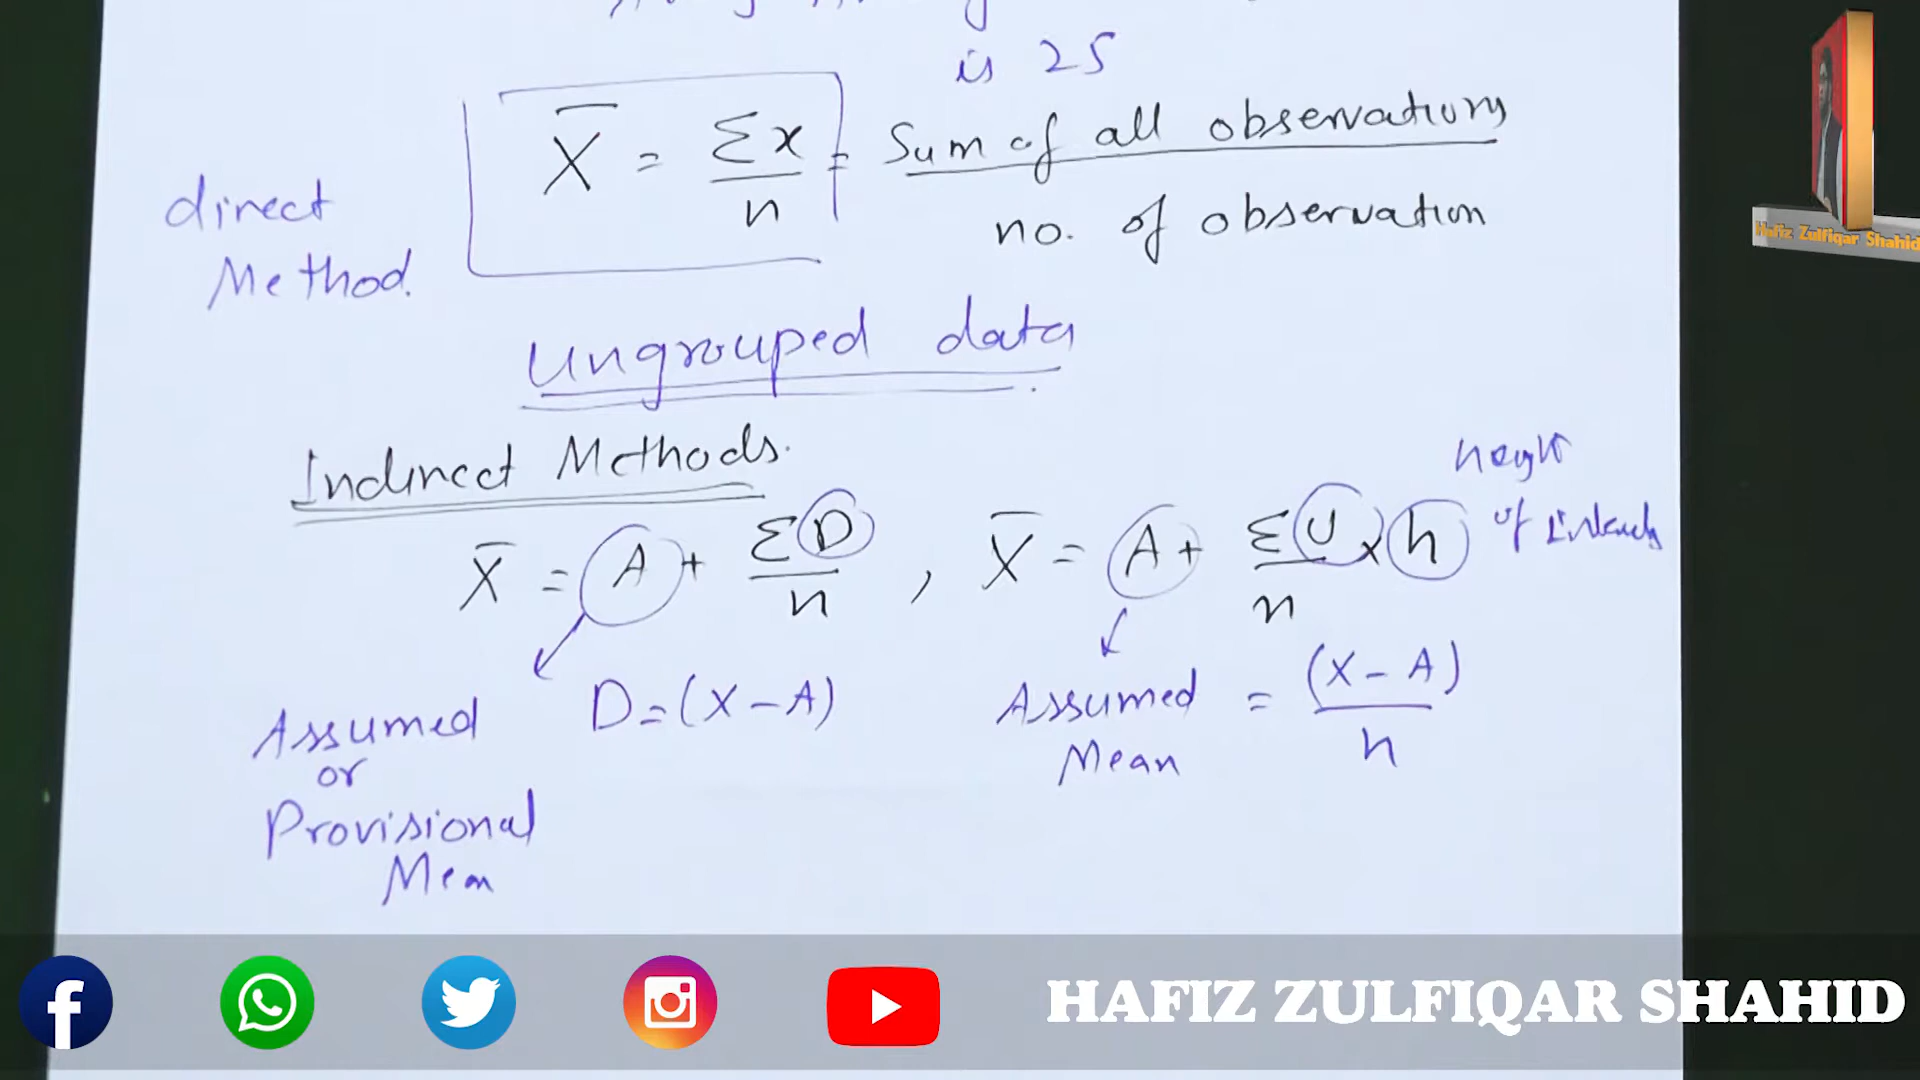 is 25
X̄ = Σx/n = Sum of all observations / no. of observation
direct
Method.
Ungrouped data
Indirect Methods.
X̄ = A + ΣD/n , X̄ = A + ΣU/n × h
height
of
Assumed
or
Provisional
Mean
D = (X - A)
Assumed
Mean
= (X - A)/h
Hafiz Zulfiqar Shahid
HAFIZ ZULFIQAR SHAHID